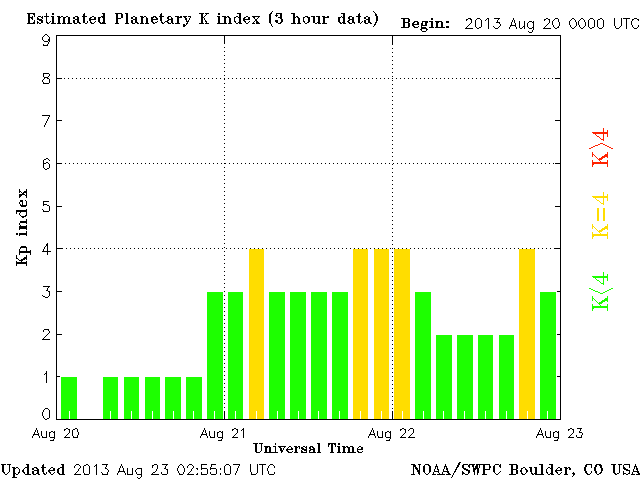 Estimated Planetary K index (3 hour data) Begin: 2013 Aug 20 0000 UTC
9
8
7
6
5
4
3
2
1
0
Kp index
K>4
K=4
K<4
Aug 20 Aug 21 Aug 22 Aug 23
Universal Time
Updated 2013 Aug 23 02:55:07 UTC NOAA/SWPC Boulder, CO USA